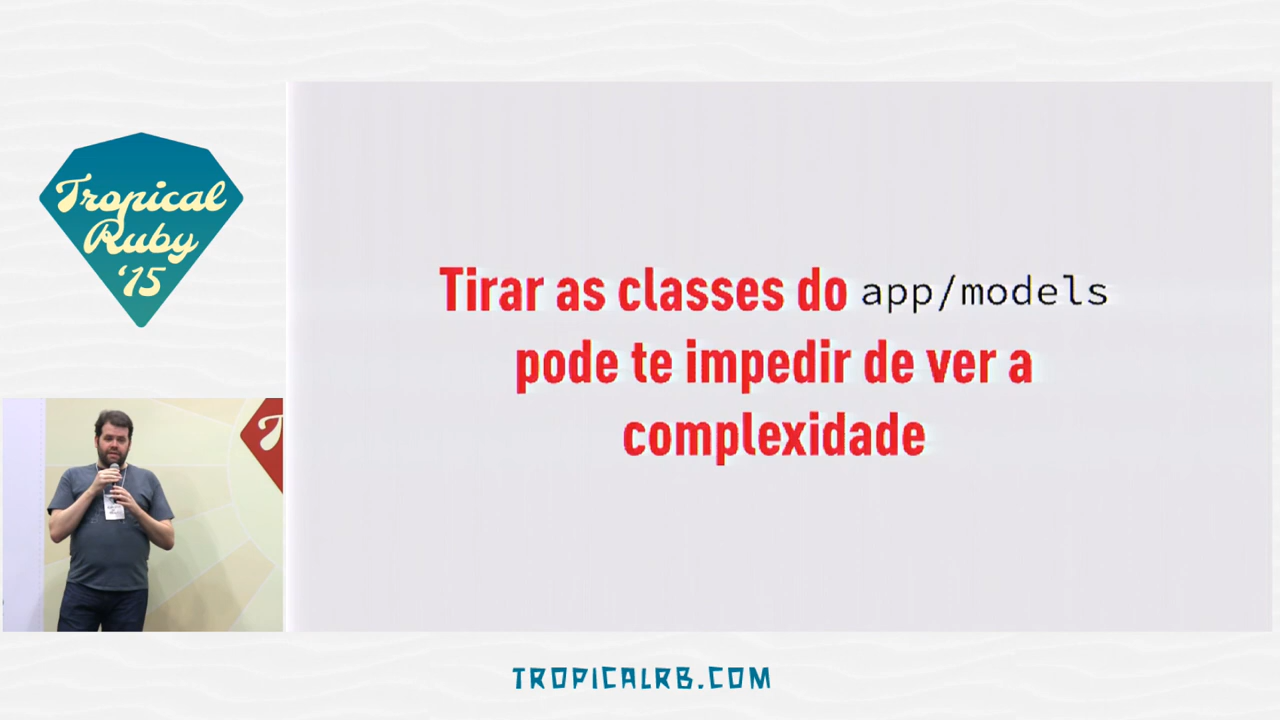 Tropical
Ruby
‘15
Tirar as classes do app/models
pode te impedir de ver a
complexidade
TROPICALRB.COM